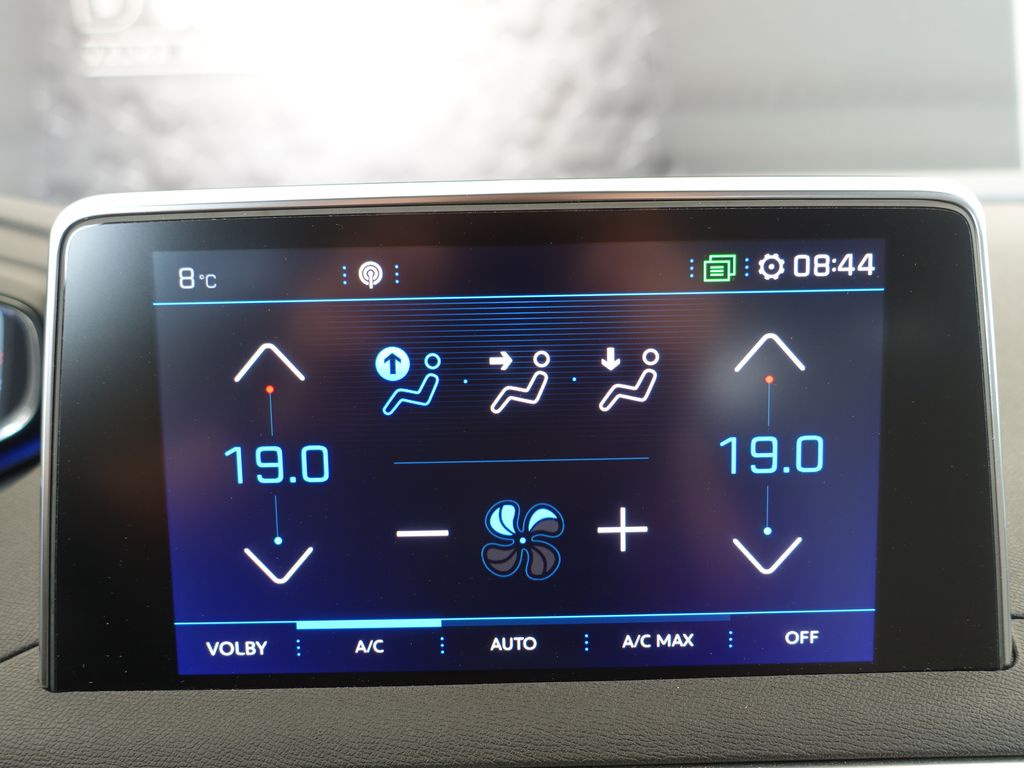 8°C
08:44
19.0
19.0
VOLBY
A/C
AUTO
A/C MAX
OFF